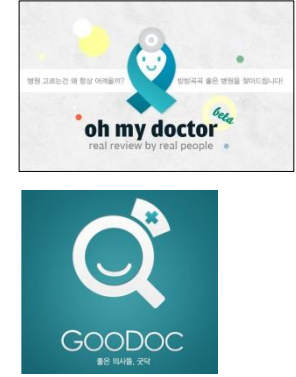 병원 고르는건 왜 항상 어려울까?
방방곡곡 좋은 병원을 찾아드립니다!
beta
oh my doctor
real review by real people
GOODOC
좋은 의사들, 굿닥